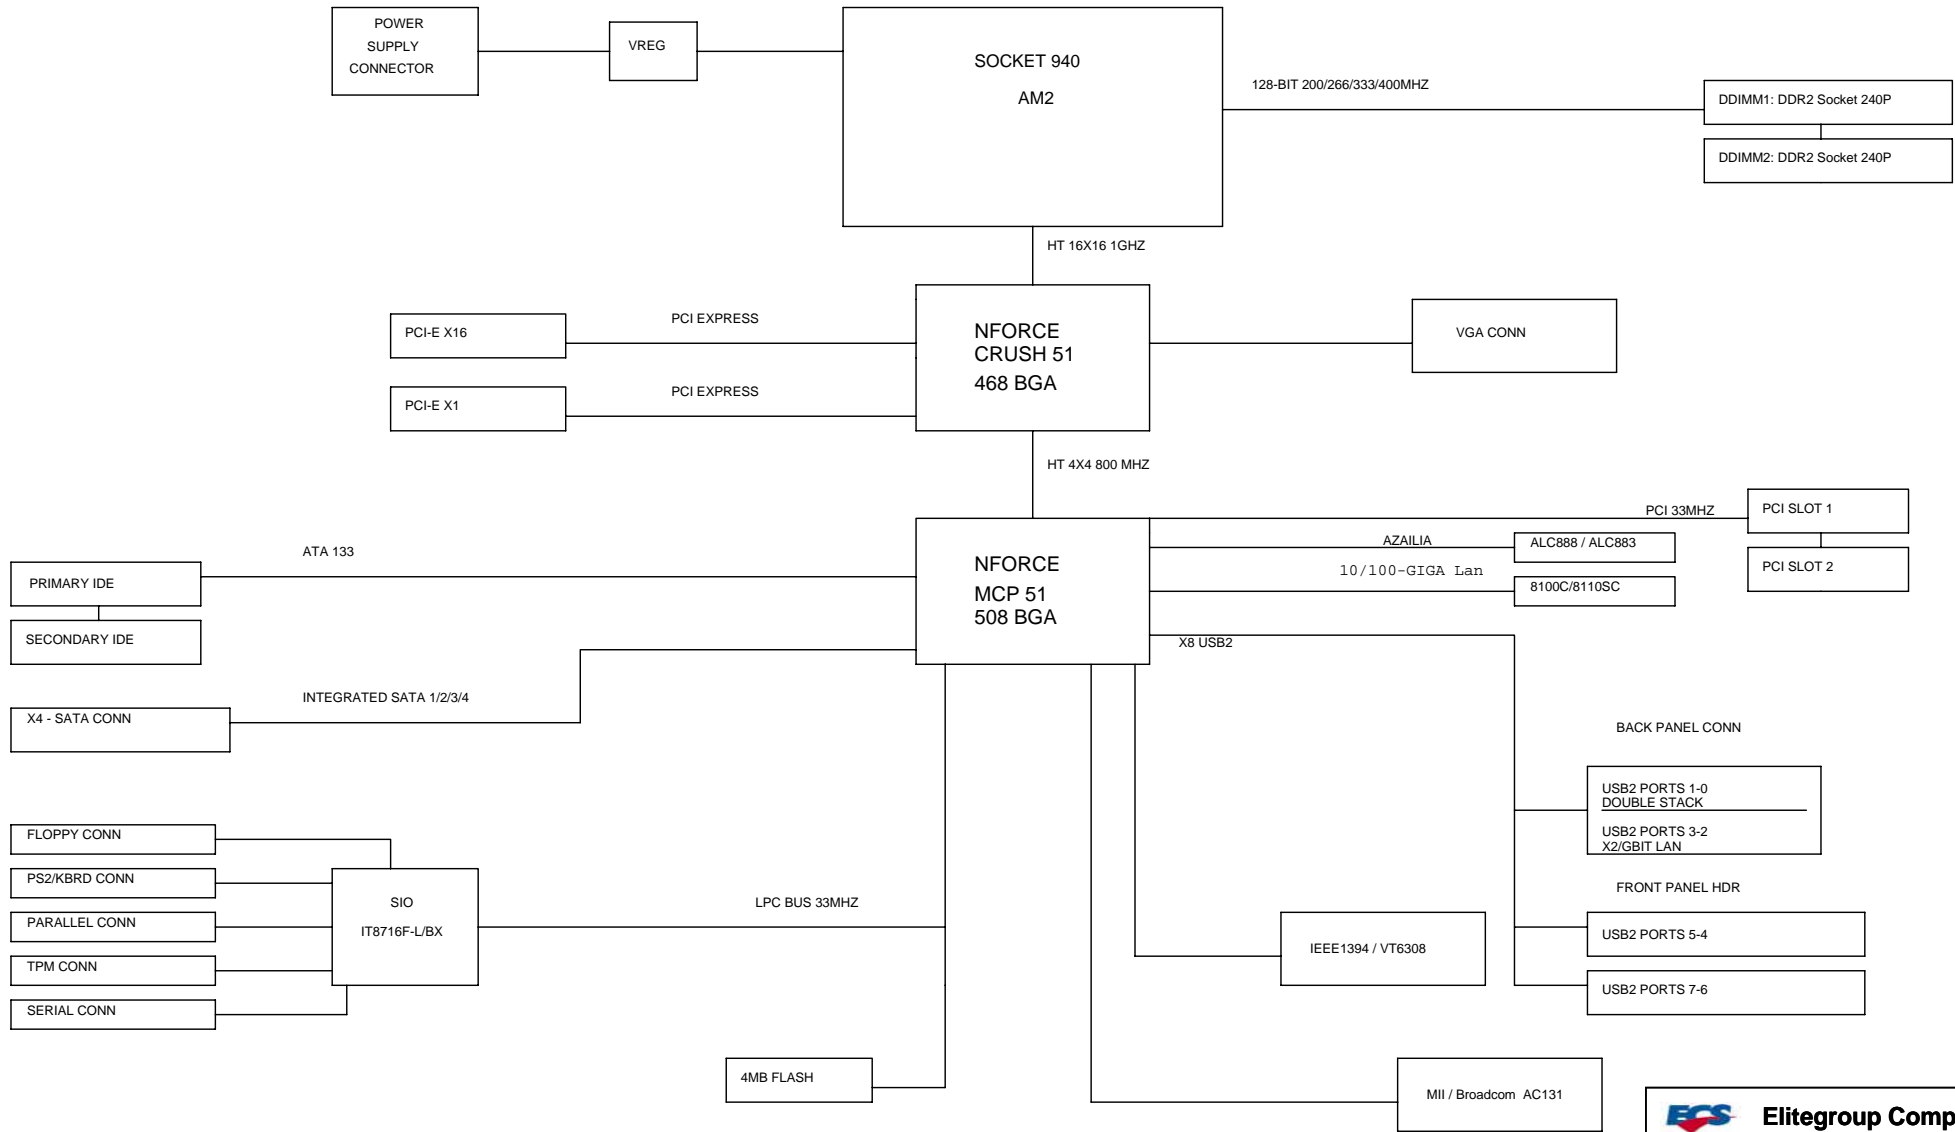 POWER
SUPPLY
CONNECTOR
VREG
SOCKET 940
AM2
128-BIT 200/266/333/400MHZ
DDIMM1: DDR2 Socket 240P
DDIMM2: DDR2 Socket 240P
HT 16X16 1GHZ
PCI-E X16
PCI EXPRESS
NFORCE
CRUSH 51
468 BGA
VGA CONN
PCI-E X1
PCI EXPRESS
HT 4X4 800 MHZ
PCI 33MHZ
PCI SLOT 1
PCI SLOT 2
AZAILIA
ALC888 / ALC883
10/100-GIGA Lan
8100C/8110SC
NFORCE
MCP 51
508 BGA
ATA 133
PRIMARY IDE
SECONDARY IDE
X8 USB2
INTEGRATED SATA 1/2/3/4
X4 - SATA CONN
BACK PANEL CONN
USB2 PORTS 1-0
DOUBLE STACK
USB2 PORTS 3-2
X2/GBIT LAN
FRONT PANEL HDR
USB2 PORTS 5-4
USB2 PORTS 7-6
FLOPPY CONN
PS2/KBRD CONN
PARALLEL CONN
TPM CONN
SERIAL CONN
SIO
IT8716F-L/BX
LPC BUS 33MHZ
IEEE1394 / VT6308
4MB FLASH
MII / Broadcom AC131
ECS
Elitegroup Comp